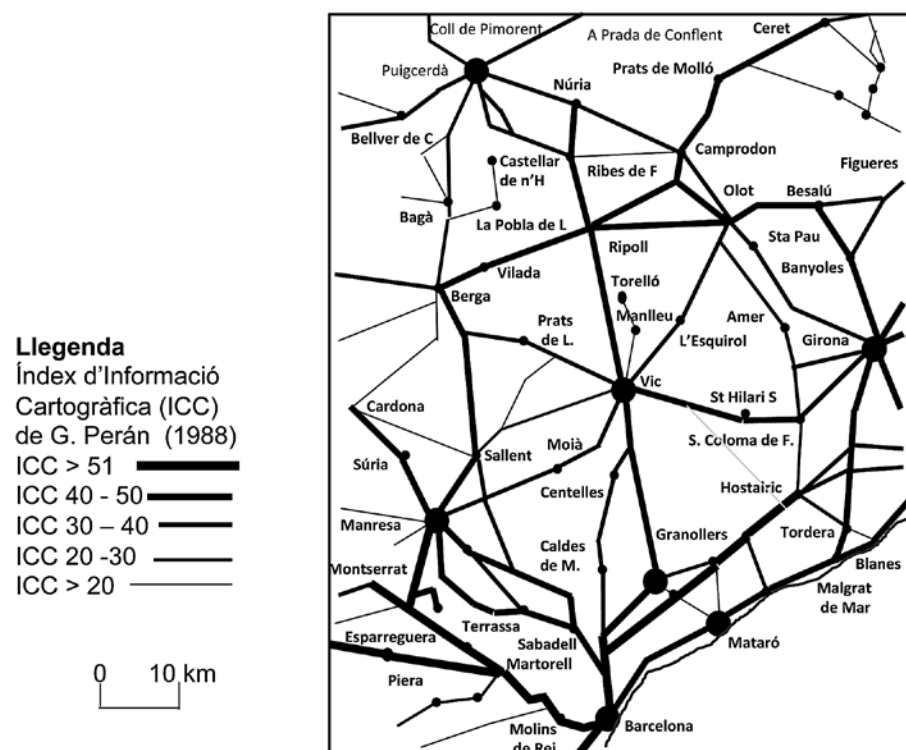 Coll de Pimorent
A Prada de Conflent
Ceret
Puigcerdà
Prats de Molló
Núria
Bellver de C
Castellar
de n'H
Ribes de F
Camprodon
Figueres
Bagà
La Pobla de L
Olot
Besalú
Ripoll
Sta Pau
Vilada
Banyoles
Berga
Torelló
Prats
de L.
Manlleu
L'Esquirol
Amer
Girona
Vic
Cardona
St Hilari S
S. Coloma de F.
Súria
Sallent
Moià
Centelles
Hostalric
Manresa
Granollers
Tordera
Caldes
de M.
Blanes
Montserrat
Malgrat
de Mar
Terrassa
Esparreguera
Sabadell
Mataró
Martorell
Piera
Molins
de Rei
Barcelona
Llegenda
Índex d'Informació
Cartogràfica (ICC)
de G. Perán (1988)
ICC > 51
ICC 40 - 50
ICC 30 – 40
ICC 20 -30
ICC > 20
0 10 km